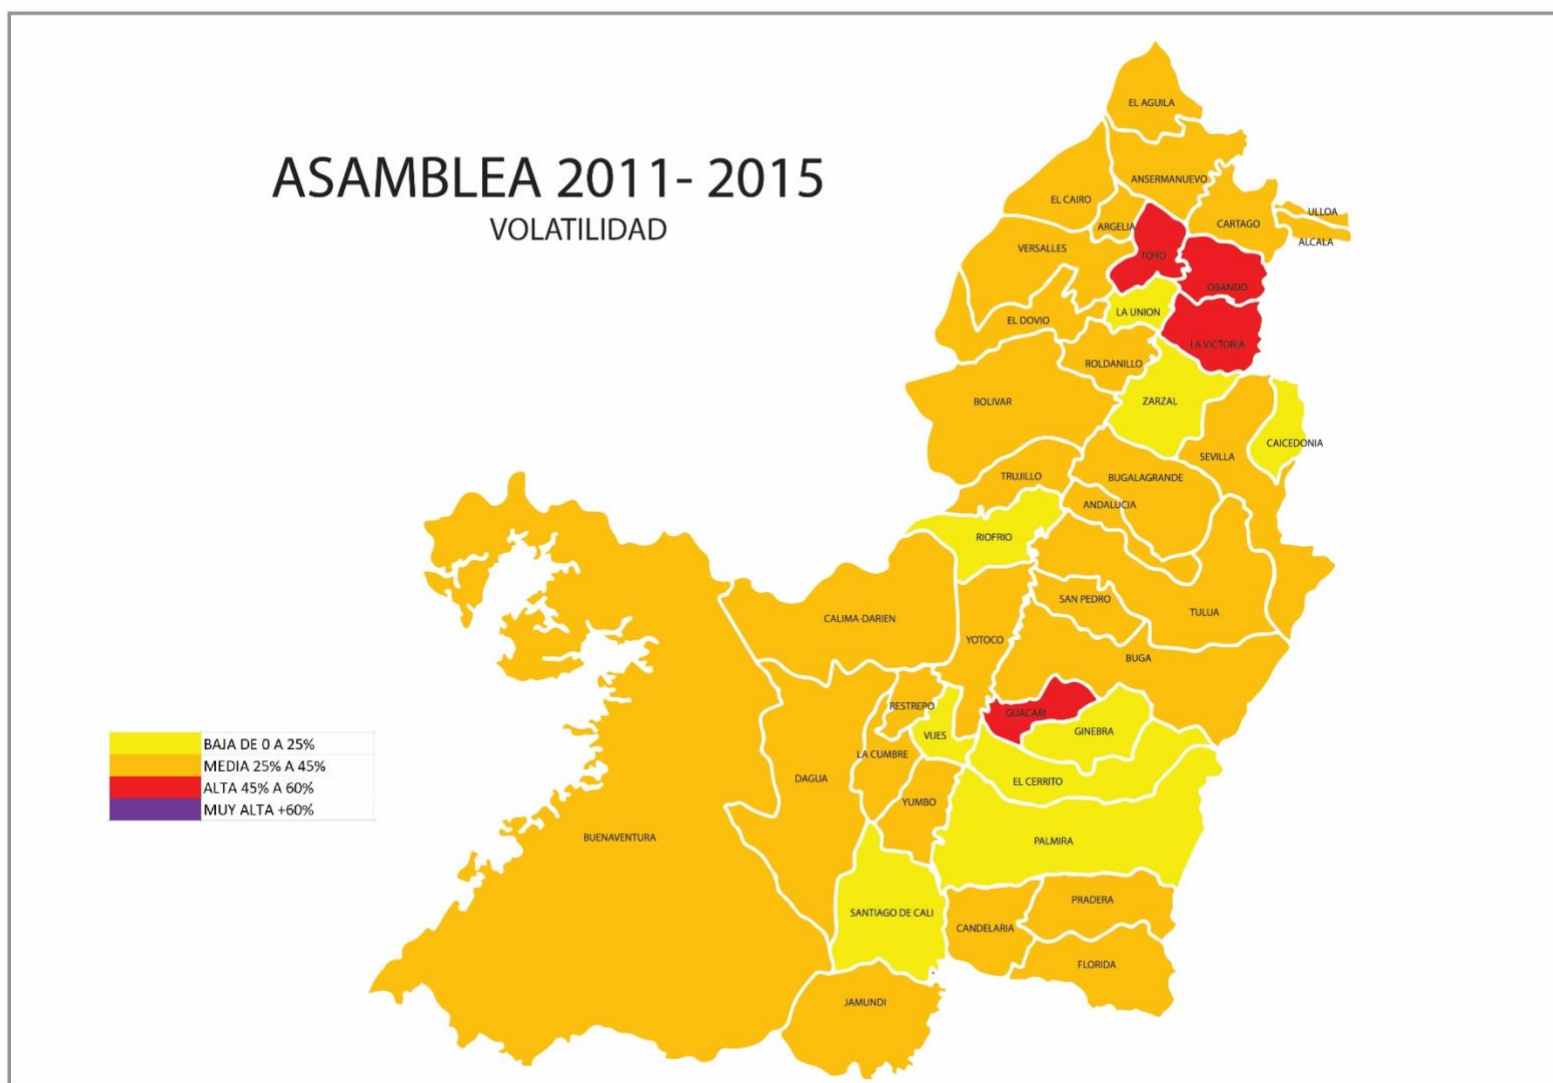 ASAMBLEA 2011- 2015
VOLATILIDAD
EL AGUILA
ANSERMANUEVO
EL CAIRO
ULLOA
ARGELIA
CARTAGO
ALCALA
VERSALLES
TORO
OBANDO
LA UNION
EL DOVIO
LA VICTORIA
ROLDANILLO
BOLIVAR
ZARZAL
CAICEDONIA
SEVILLA
TRUJILLO
BUGALAGRANDE
ANDALUCIA
RIOFRIO
SAN PEDRO
TULUA
CALIMA-DARIEN
YOTOCO
BUGA
RESTREPO
GUACARI
GINEBRA
VIJES
LA CUMBRE
DAGUA
EL CERRITO
YUMBO
BUENAVENTURA
PALMIRA
PRADERA
SANTIAGO DE CALI
CANDELARIA
FLORIDA
JAMUNDI
BAJA DE 0 A 25%
MEDIA 25% A 45%
ALTA 45% A 60%
MUY ALTA +60%